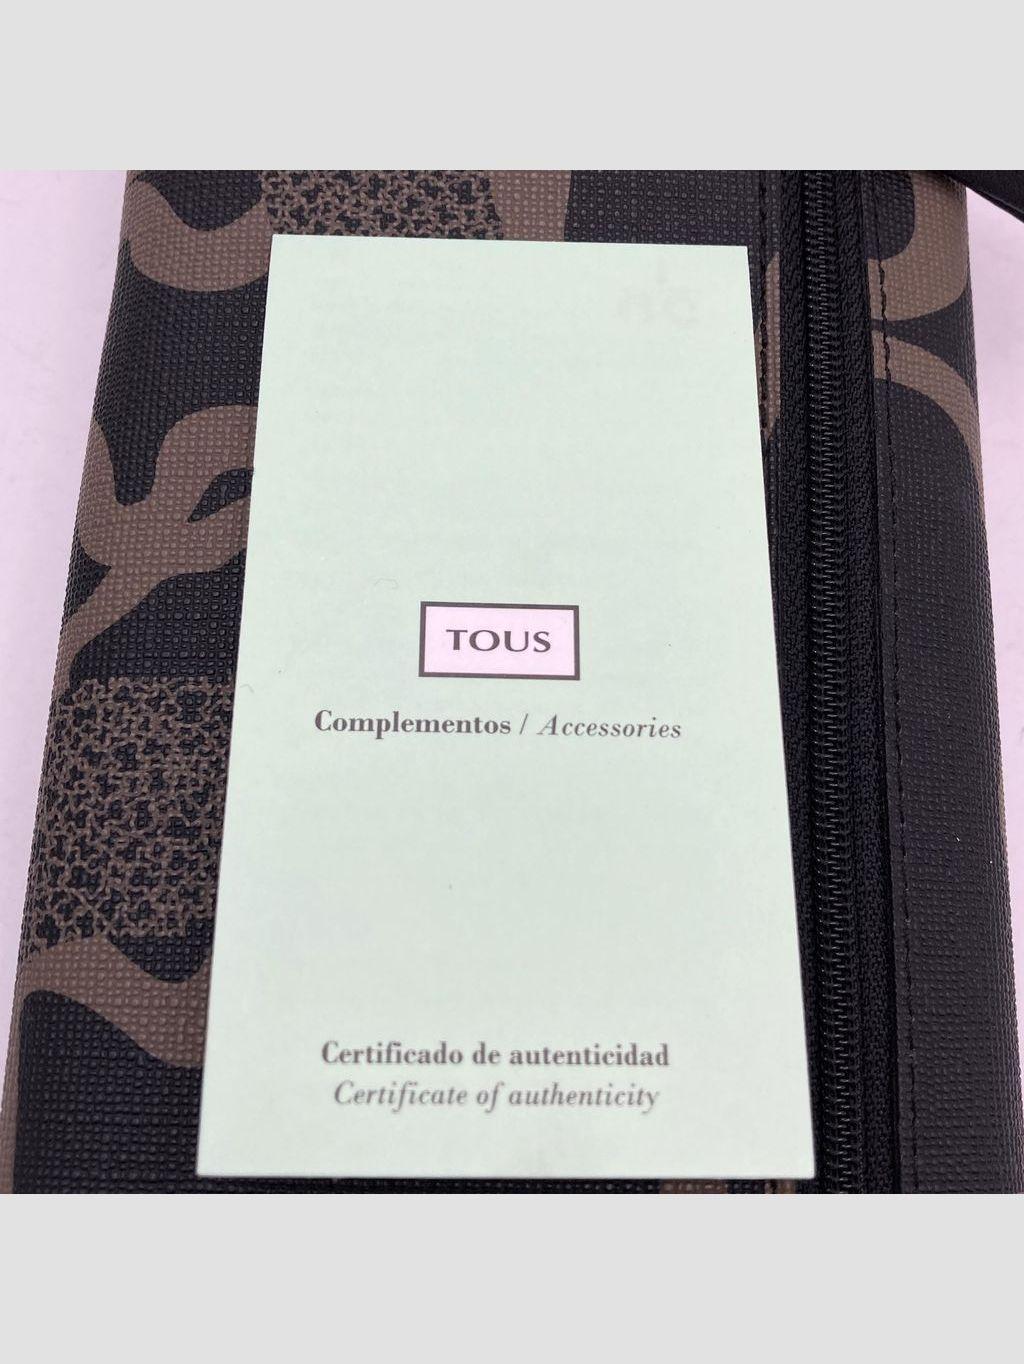 TOUS
Complementos / Accessories
Certificado de autenticidad
Certificate of authenticity